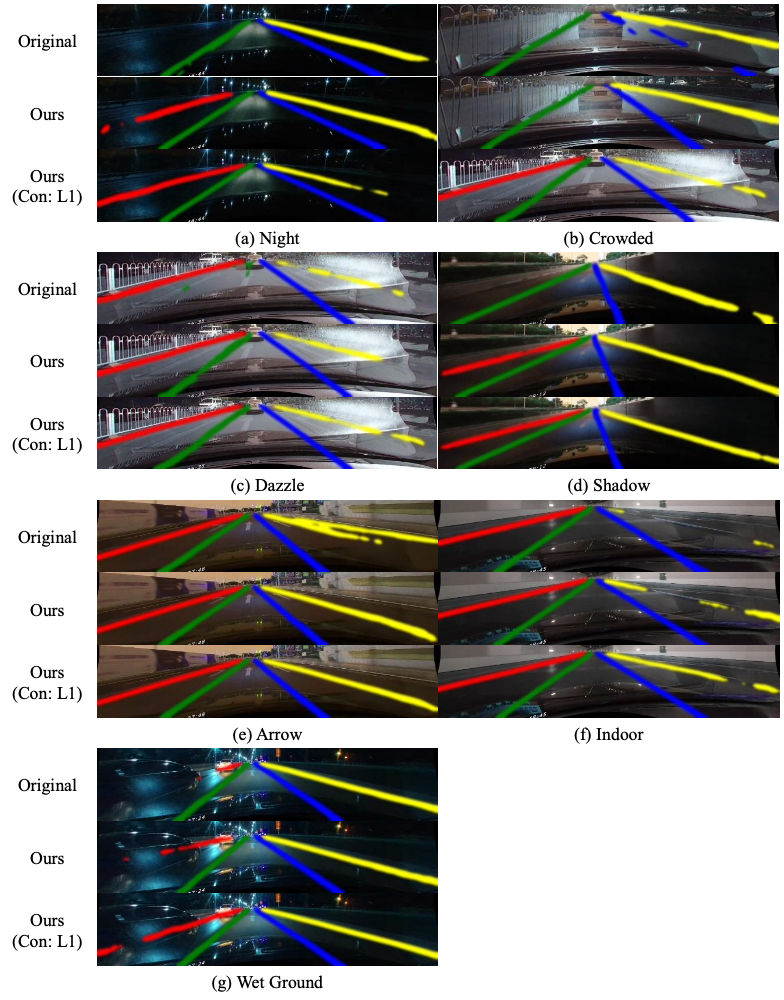 Original
Ours
Ours
(Con: L1)
(a) Night
(b) Crowded
Original
Ours
Ours
(Con: L1)
(c) Dazzle
(d) Shadow
Original
Ours
Ours
(Con: L1)
(e) Arrow
(f) Indoor
Original
Ours
Ours
(Con: L1)
(g) Wet Ground